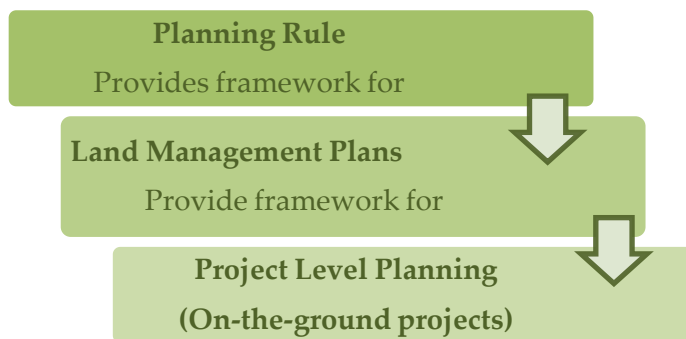 Planning Rule
Provides framework for
Land Management Plans
Provide framework for
Project Level Planning
(On-the-ground projects)